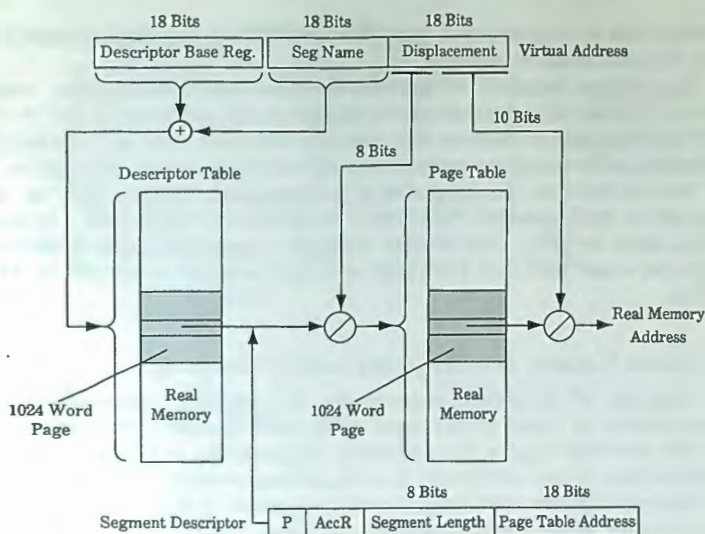 18 Bits 18 Bits 18 Bits
Descriptor Base Reg. Seg Name Displacement Virtual Address
+
10 Bits
8 Bits
Descriptor Table Page Table
Real Memory
Address
1024 Word
Page
Real
Memory
1024 Word
Page
Real
Memory
8 Bits 18 Bits
Segment Descriptor P AccR Segment Length Page Table Address